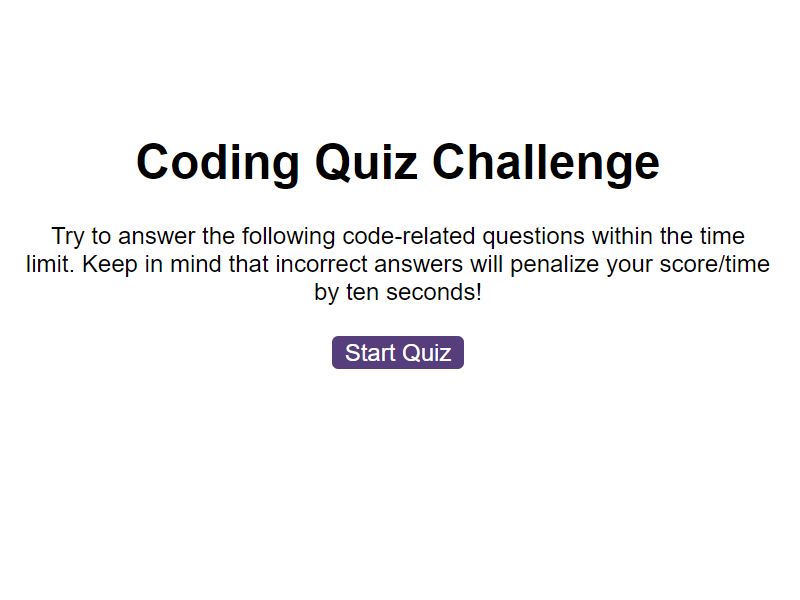 Coding Quiz Challenge
Try to answer the following code-related questions within the time
limit. Keep in mind that incorrect answers will penalize your score/time
by ten seconds!
Start Quiz